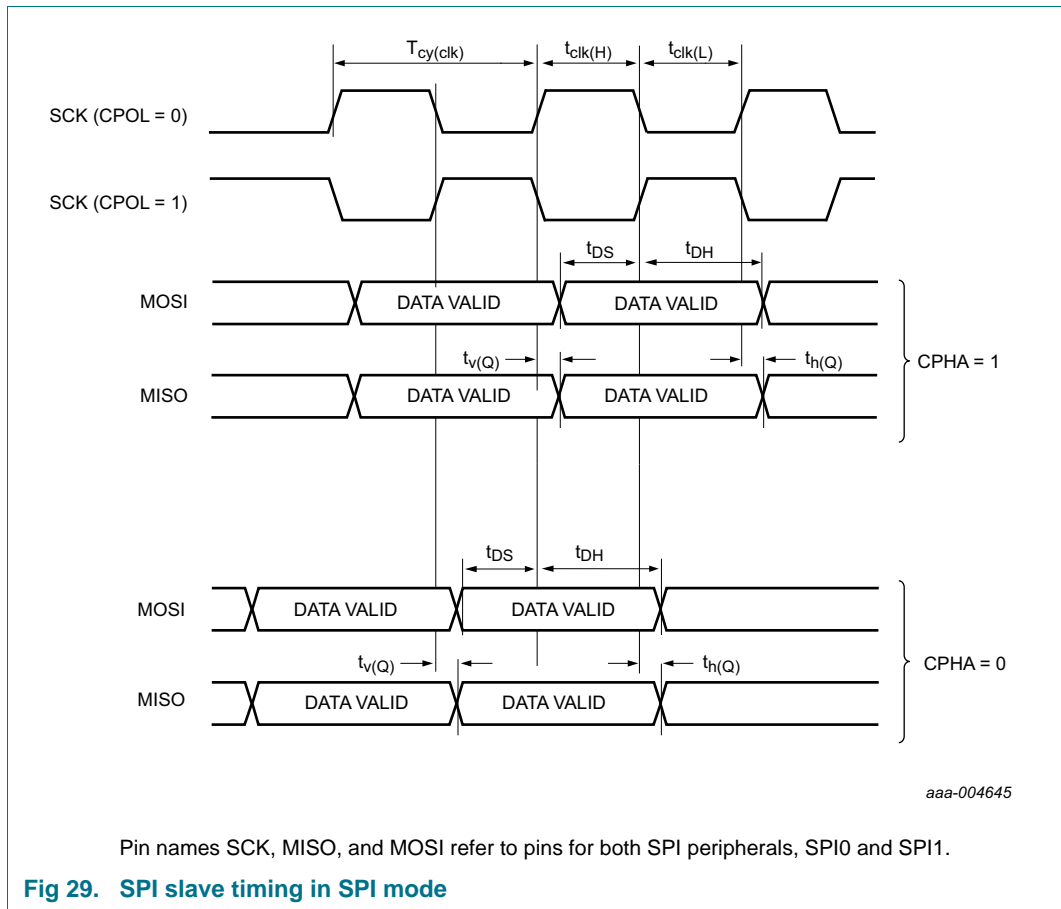 Tcy(clk) tclk(H) tclk(L)
SCK (CPOL = 0)
SCK (CPOL = 1)
tDS tDH
MOSI DATA VALID DATA VALID
tv(Q) th(Q)
CPHA = 1
MISO DATA VALID DATA VALID
tDS tDH
MOSI DATA VALID DATA VALID
tv(Q) th(Q)
CPHA = 0
MISO DATA VALID DATA VALID
aaa-004645
Pin names SCK, MISO, and MOSI refer to pins for both SPI peripherals, SPI0 and SPI1.
Fig 29. SPI slave timing in SPI mode